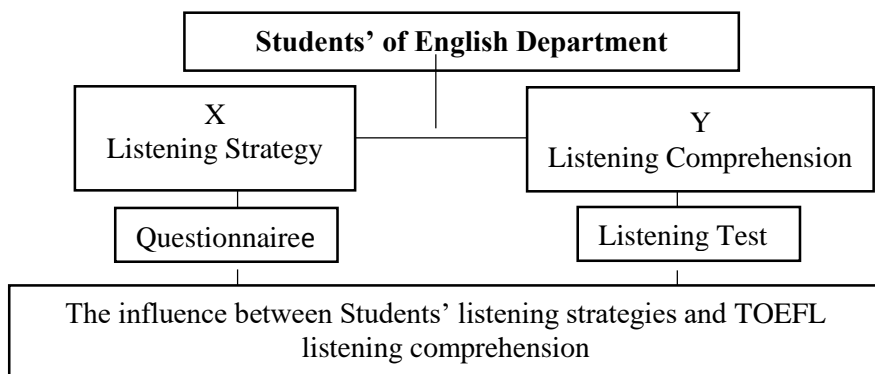 Students’ of English Department
X
Listening Strategy
Y
Listening Comprehension
Questionnaire
Listening Test
The influence between Students’ listening strategies and TOEFL
listening comprehension